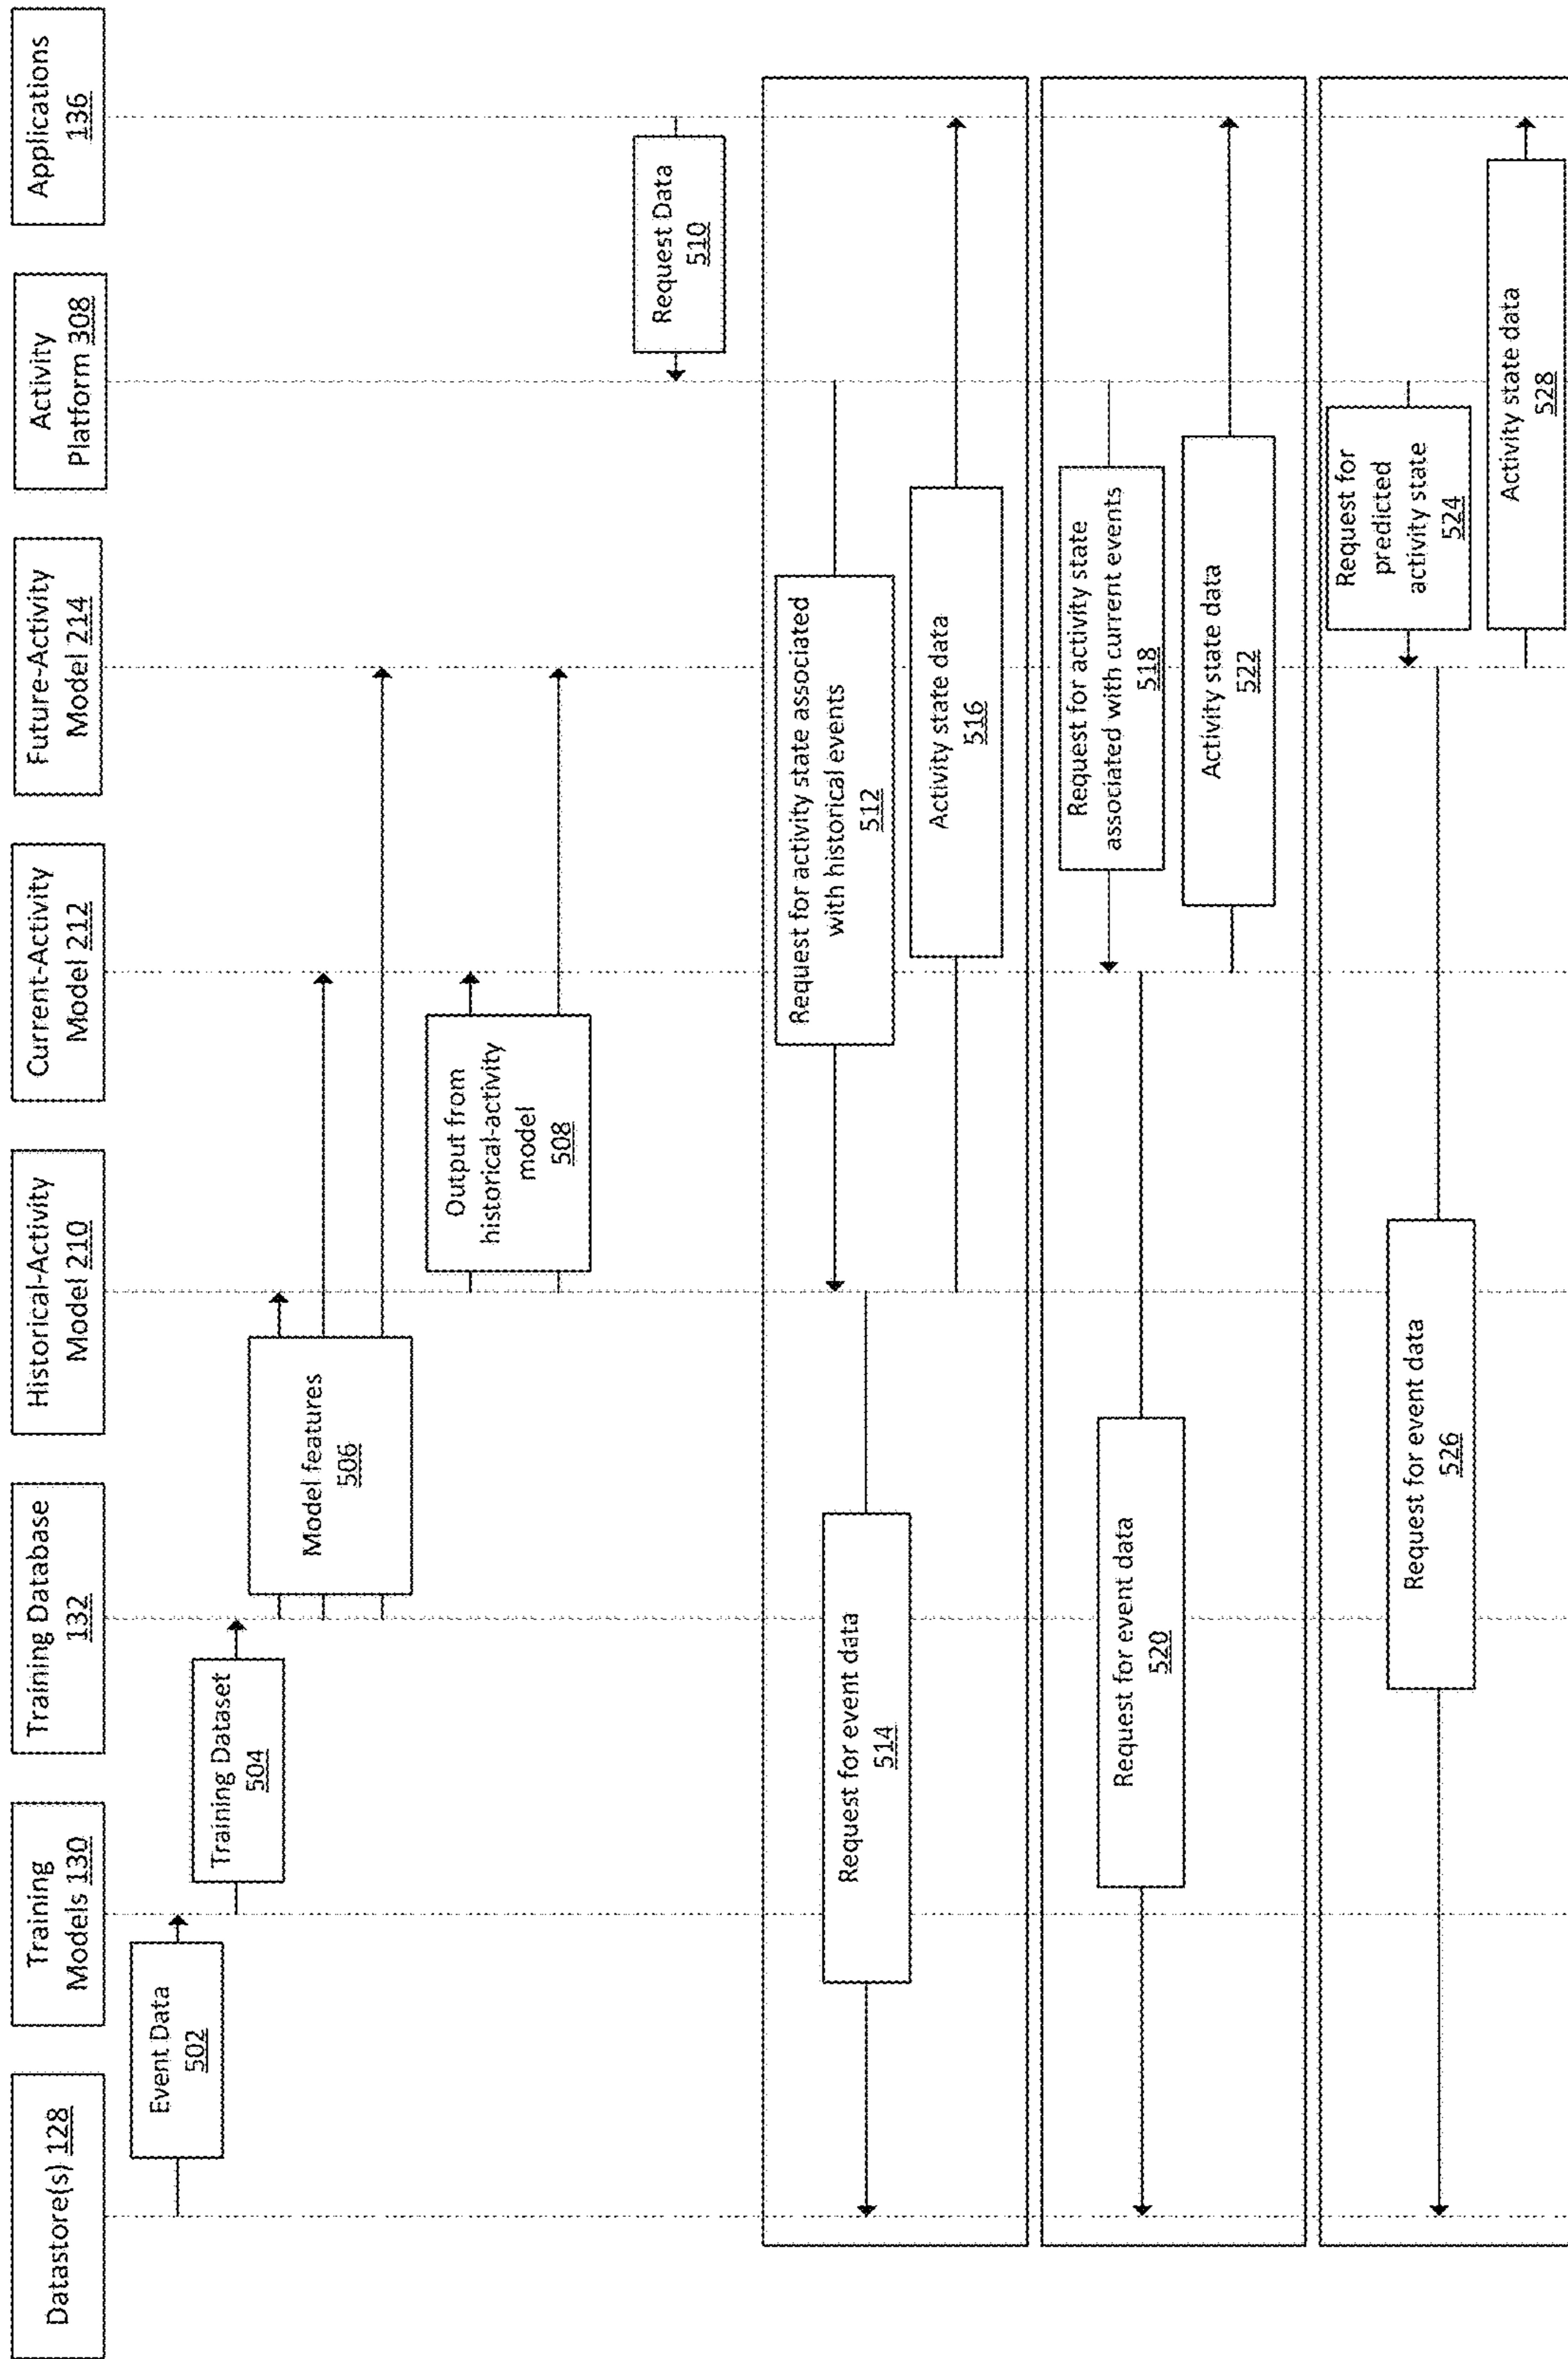 Datastore(s) 128
Training
Models 130
Training Database
132
Historical-Activity
Model 210
Current-Activity
Model 212
Future-Activity
Model 214
Activity
Platform 308
Applications
136
Event Data
502
Training Dataset
504
Model features
506
Output from
historical-activity
model
508
Request Data
510
Request for activity state associated
with historical events
512
Request for event data
514
Activity state data
516
Request for activity state
associated with current events
518
Request for event data
520
Activity state data
522
Request for
predicted
activity state
524
Request for event data
526
Activity state data
528